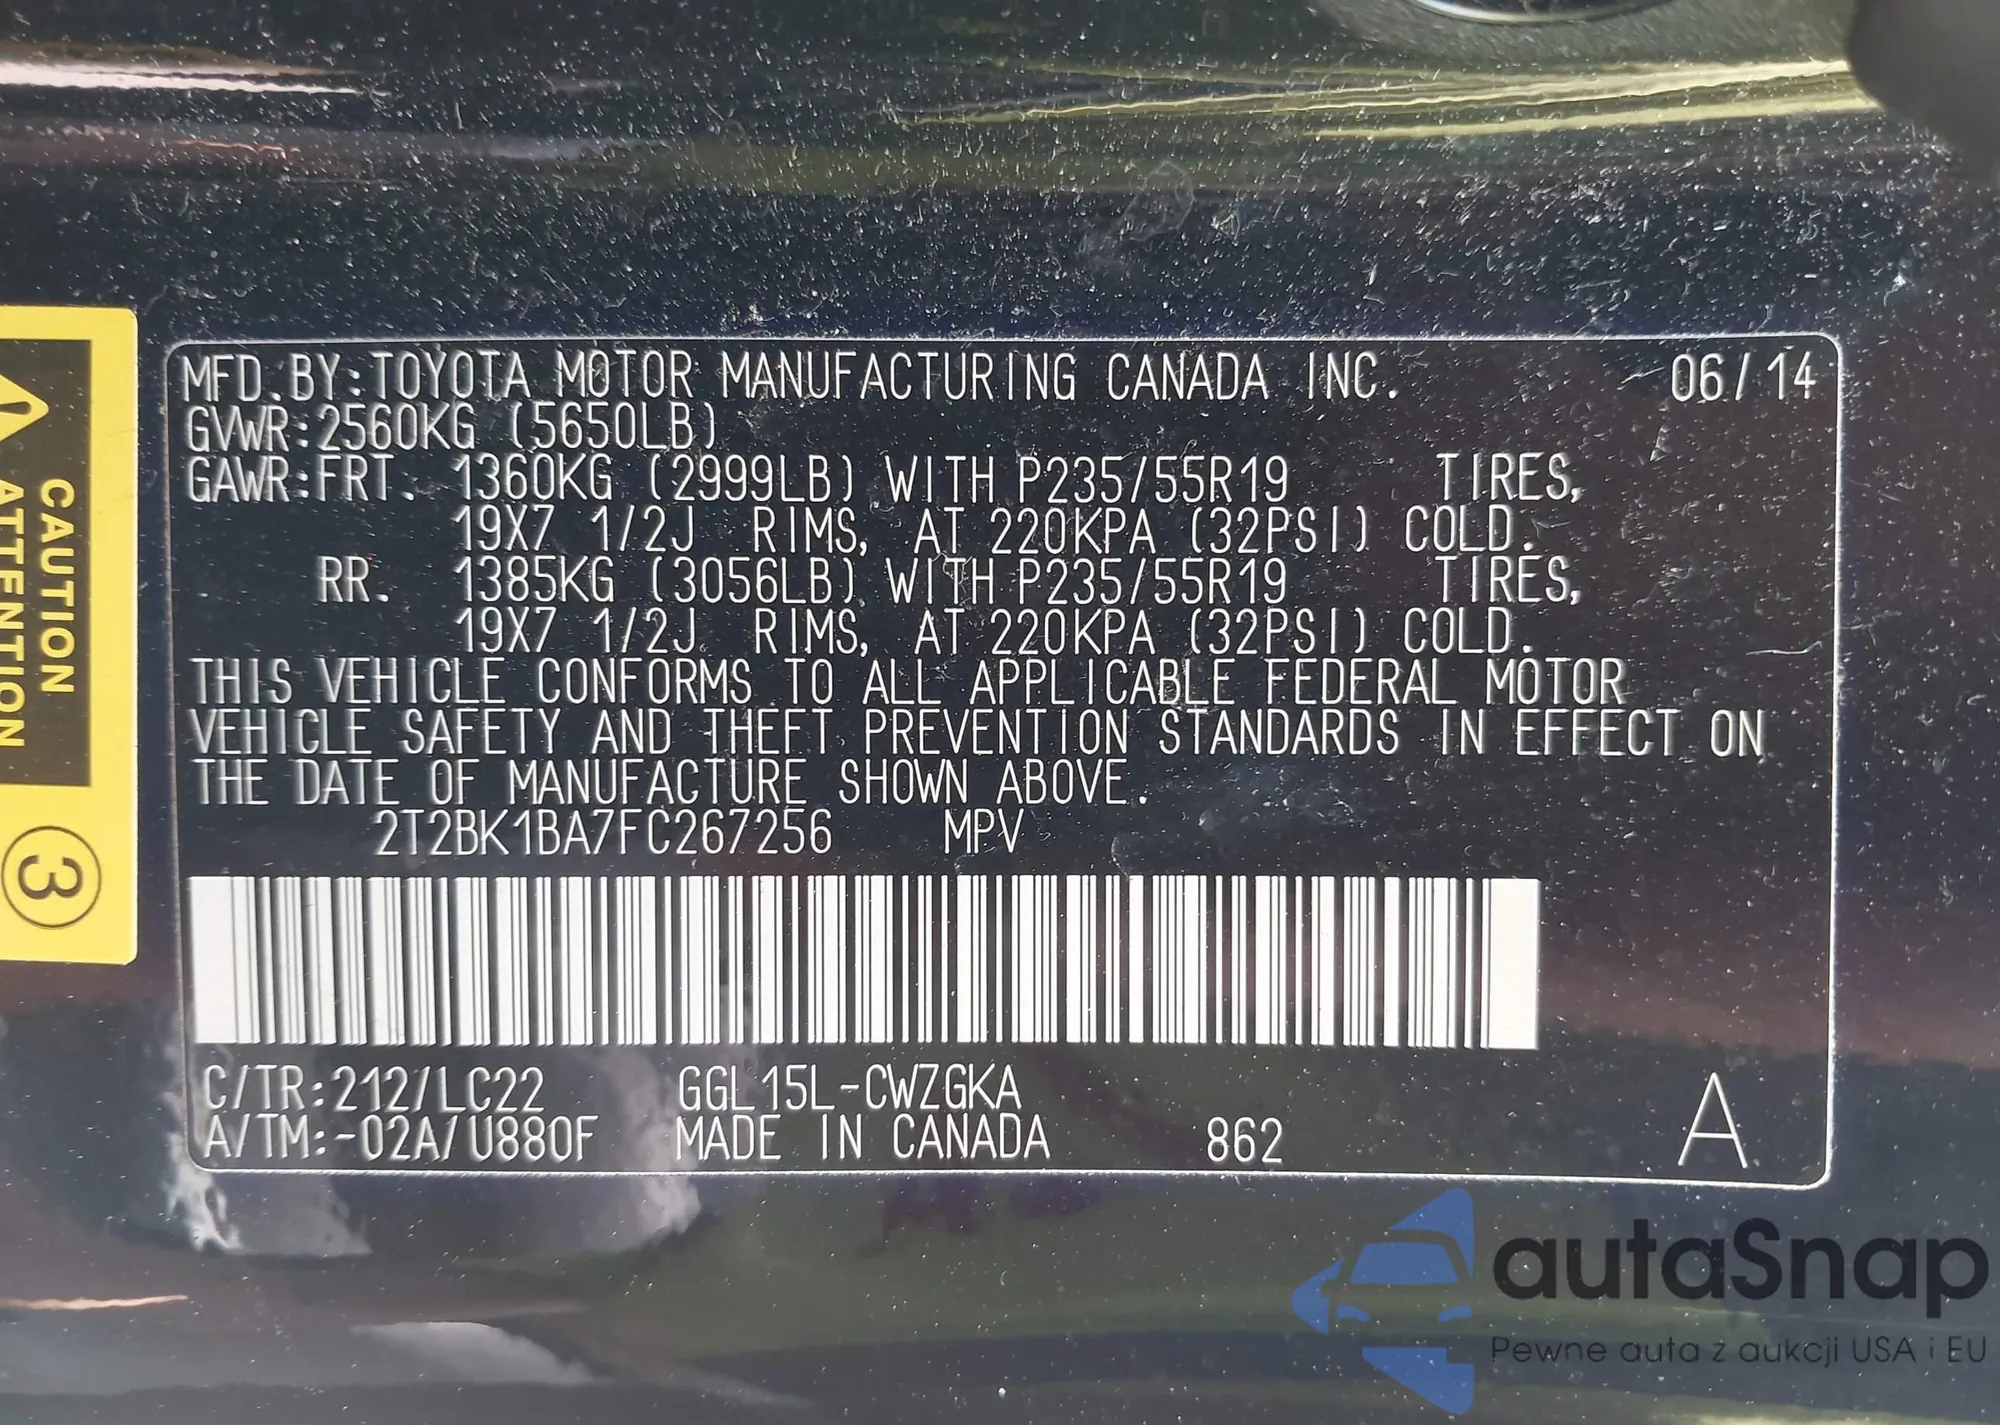 MFD.BY:TOYOTA MOTOR MANUFACTURING CANADA INC. 06/14
GVWR:2560KG (5650LB)
GAWR:FRT. 1360KG (2999LB) WITH P235/55R19 TIRES,
19X7 1/2J RIMS, AT 220KPA (32PSI) COLD.
RR. 1385KG (3056LB) WITH P235/55R19 TIRES,
19X7 1/2J RIMS, AT 220KPA (32PSI) COLD.
THIS VEHICLE CONFORMS TO ALL APPLICABLE FEDERAL MOTOR
VEHICLE SAFETY AND THEFT PREVENTION STANDARDS IN EFFECT ON
THE DATE OF MANUFACTURE SHOWN ABOVE.
2T2BK1BA7FC267256 MPV
C/TR:212/LC22 GGL15L-CWZGKA
A/TM:-02A/U880F MADE IN CANADA 862 A
CAUTION
ATTENTION
3
autaSnap
Pewne auta z aukcji USA i EU